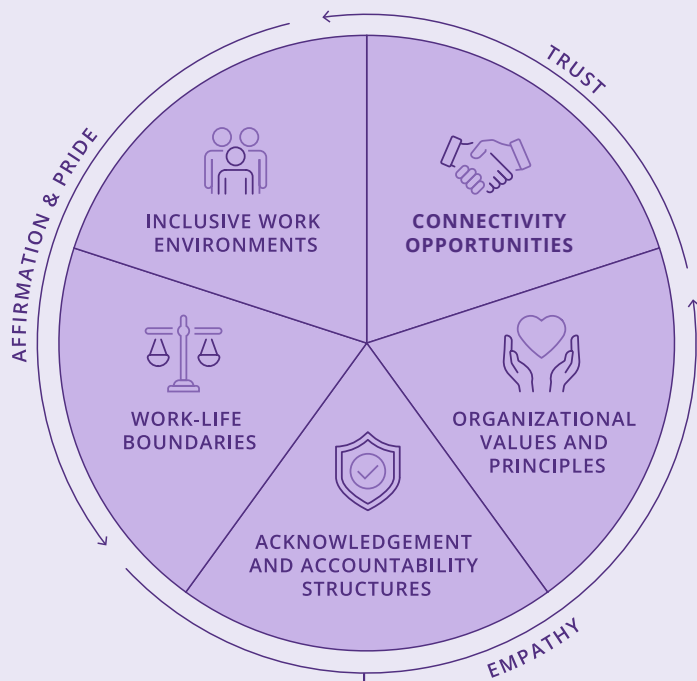 TRUST
AFFIRMATION & PRIDE
INCLUSIVE WORK
ENVIRONMENTS
CONNECTIVITY
OPPORTUNITIES
WORK-LIFE
BOUNDARIES
ORGANIZATIONAL
VALUES AND
PRINCIPLES
ACKNOWLEDGEMENT
AND ACCOUNTABILITY
STRUCTURES
EMPATHY